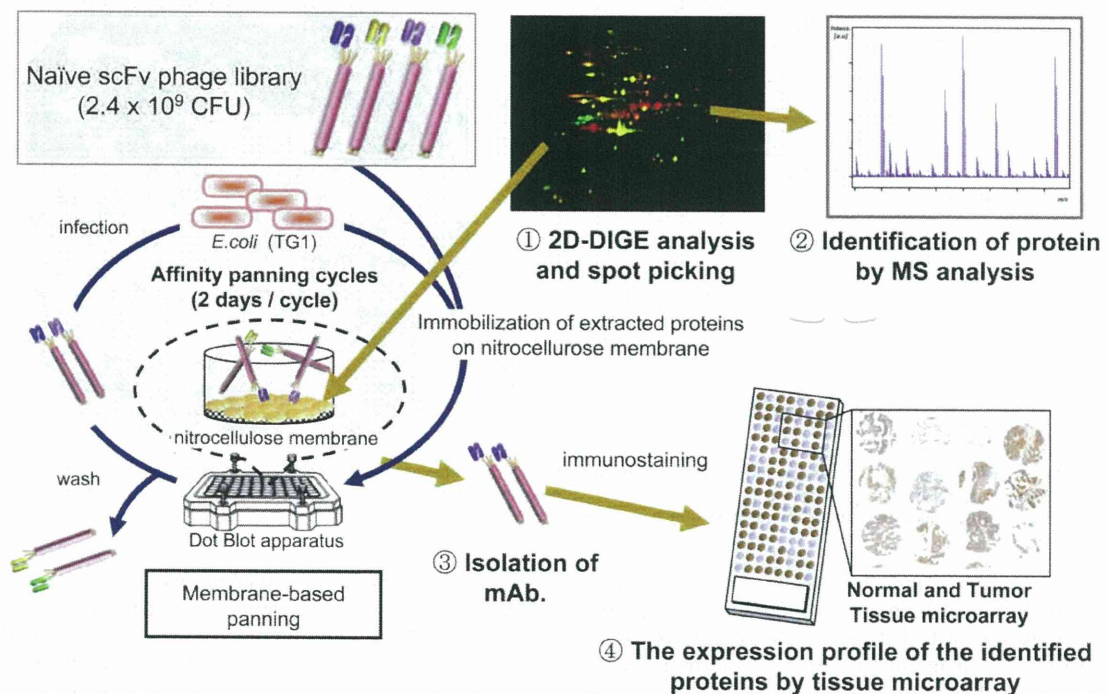 Naïve scFv phage library
(2.4 x 10⁹ CFU)
infection
E.coli (TG1)
Affinity panning cycles
(2 days / cycle)
nitrocellulose membrane
wash
Dot Blot apparatus
Membrane-based
panning
① 2D-DIGE analysis
and spot picking
② Identification of protein
by MS analysis
Immobilization of extracted proteins
on nitrocellurose membrane
immunostaining
③ Isolation of
mAb.
Normal and Tumor
Tissue microarray
④ The expression profile of the identified
proteins by tissue microarray